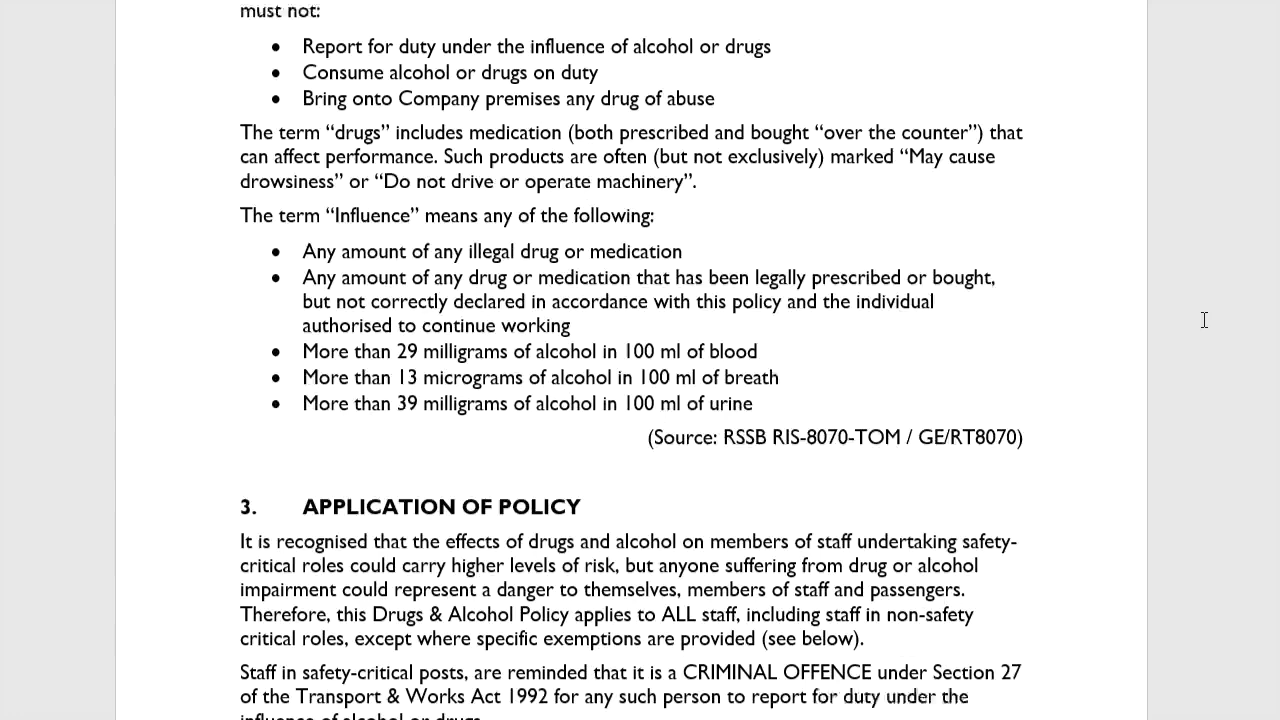 must not:
• Report for duty under the influence of alcohol or drugs
• Consume alcohol or drugs on duty
• Bring onto Company premises any drug of abuse
The term “drugs” includes medication (both prescribed and bought “over the counter”) that
can affect performance. Such products are often (but not exclusively) marked “May cause
drowsiness” or “Do not drive or operate machinery”.
The term “Influence” means any of the following:
• Any amount of any illegal drug or medication
• Any amount of any drug or medication that has been legally prescribed or bought,
but not correctly declared in accordance with this policy and the individual
authorised to continue working
• More than 29 milligrams of alcohol in 100 ml of blood
• More than 13 micrograms of alcohol in 100 ml of breath
• More than 39 milligrams of alcohol in 100 ml of urine
(Source: RSSB RIS-8070-TOM / GE/RT8070)
3. APPLICATION OF POLICY
It is recognised that the effects of drugs and alcohol on members of staff undertaking safety-
critical roles could carry higher levels of risk, but anyone suffering from drug or alcohol
impairment could represent a danger to themselves, members of staff and passengers.
Therefore, this Drugs & Alcohol Policy applies to ALL staff, including staff in non-safety
critical roles, except where specific exemptions are provided (see below).
Staff in safety-critical posts, are reminded that it is a CRIMINAL OFFENCE under Section 27
of the Transport & Works Act 1992 for any such person to report for duty under the
influence of alcohol or drugs